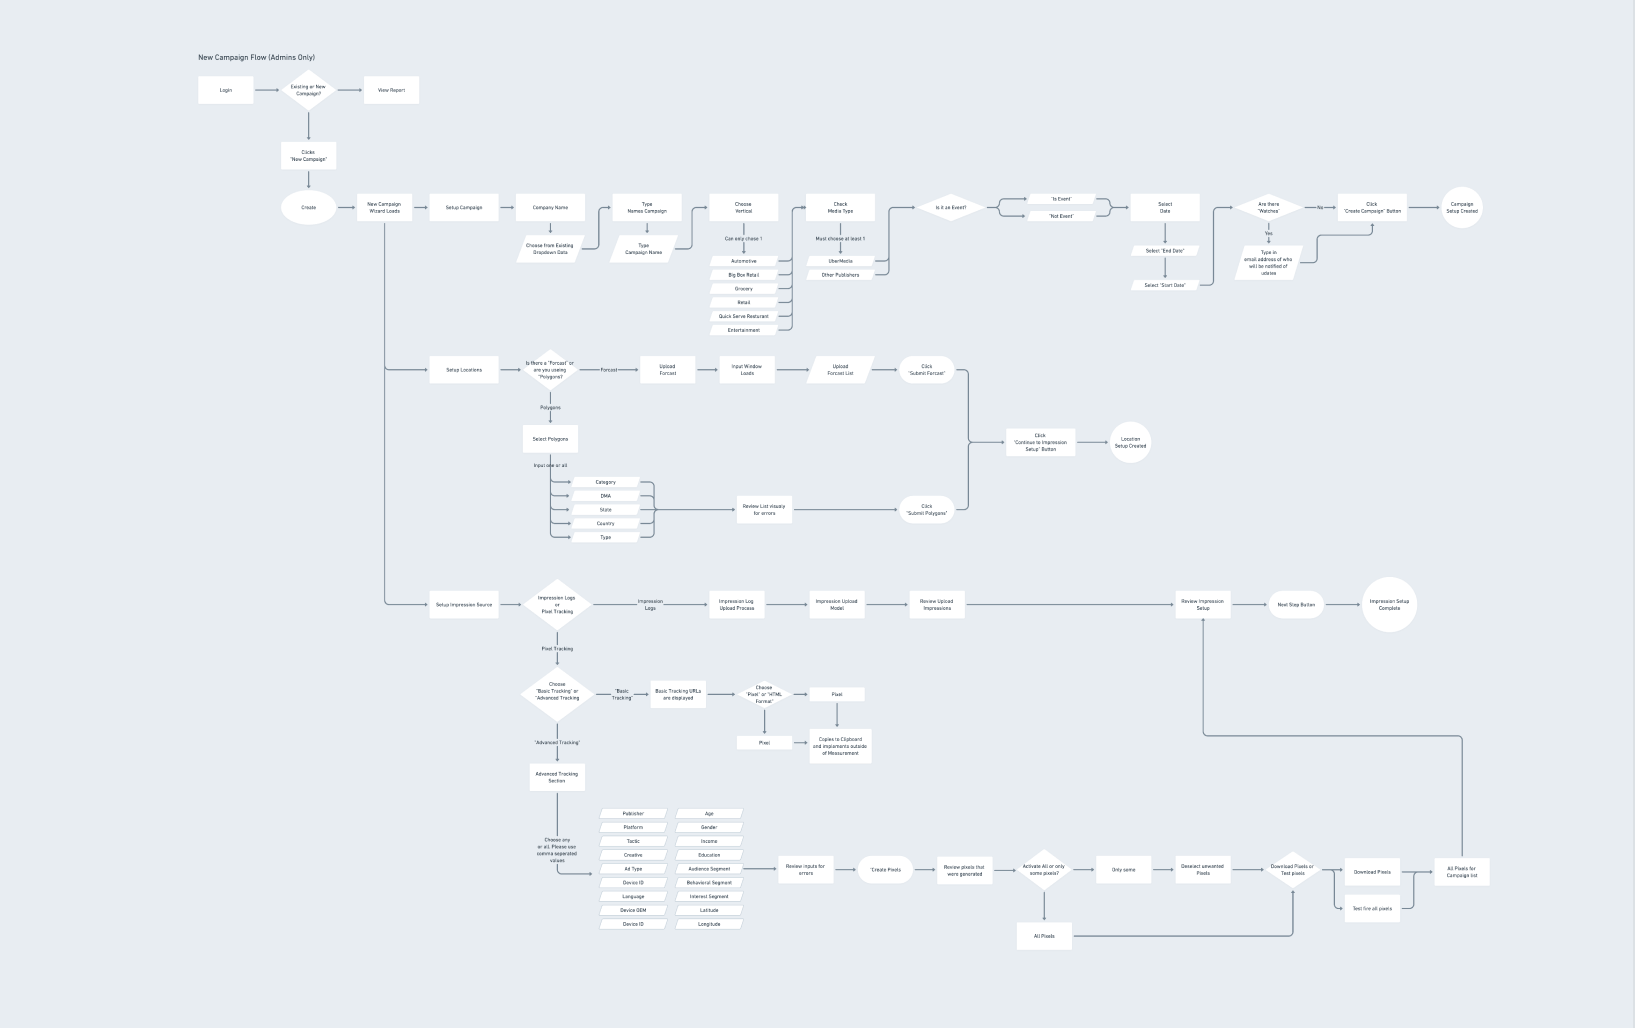 New Campaign Flow (Admins Only)
Login
Existing or New
Campaign?
View Report
Clicks
"New Campaign"
Create
New Campaign
Wizard Loads
Setup Campaign
Company Name
Choose from Existing
Dropdown Data
Type
Names Campaign
Type
Campaign Name
Choose
Vertical
Can only chose 1
Automotive
Big Box Retail
Grocery
Retail
Quick Serve Resturant
Entertainment
Check
Media Type
Must choose at least 1
UberMedia
Other Publishers
Is it an Event?
"Is Event"
"Not Event"
Select
Date
Select "End Date"
Select "Start Date"
Are there
"Watches"
No
Yes
Type in
email address of who
will be notified of
udates
Click
"Create Campaign" Button
Campaign
Setup Created
Setup Locations
Is there a "Forcast" or
are you useing
"Polygons?
Forcast
Upload
Forcast
Input Window
Loads
Upload
Forcast List
Click
"Submit Forcast"
Polygons
Select Polygons
Input one or all
Category
DMA
State
Country
Type
Review List visualy
for errors
Click
"Submit Polygons"
Click
"Continue to Impression
Setup" Button
Location
Setup Created
Setup Impression Source
Impression Logs
or
Pixel Tracking
Impression
Logs
Impression Log
Upload Process
Impression Upload
Model
Review Upload
Impressions
Review Impression
Setup
Next Step Button
Impression Setup
Complete
Pixel Tracking
Choose
"Basic Tracking" or
"Advanced Tracking
"Basic
Tracking"
Basic Tracking URLs
are displayed
Choose
"Pixel" or "HTML
Format"
Pixel
Pixel
Copies to Clipboard
and implements outside
of Measurement
"Advanced Tracking"
Advanced Tracking
Section
Choose any
or all. Please use
comma seperated
values
Publisher
Platform
Tactic
Creative
Ad Type
Device ID
Language
Device OEM
Device ID
Age
Gender
Income
Education
Audience Segment
Behavioral Segment
Interest Segment
Latitude
Longitude
Review inputs for
errors
"Create Pixels
Review pixels that
were generated
Activate All or only
some pixels?
Only some
Deselect unwanted
Pixels
All Pixels
Download Pixels or
Test pixels
Download Pixels
Test fire all pixels
All Pixels for
Campaign list